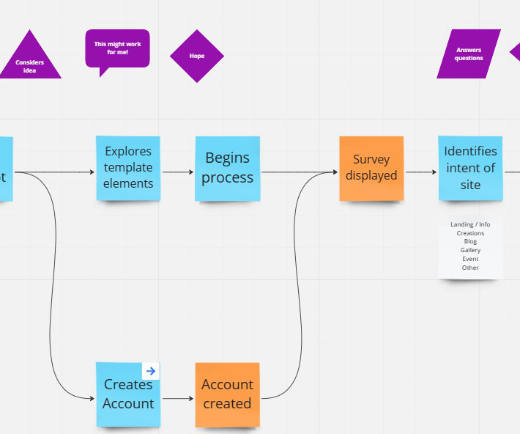 Considers
idea
This might work
for me!
Hope
Answers
questions
t
Explores
template
elements
Begins
process
Survey
displayed
Identifies
intent of
site
Landing / Info
Creations
Blog
Gallery
Event
Other
Creates
Account
Account
created